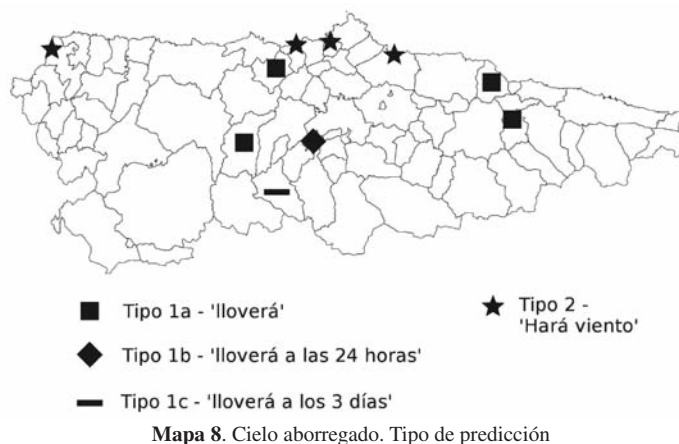 Tipo 1a - 'lloverá'
Tipo 1b - 'lloverá a las 24 horas'
Tipo 1c - 'lloverá a los 3 días'
Tipo 2 -
'Hará viento'
Mapa 8. Cielo aborregado. Tipo de predicción